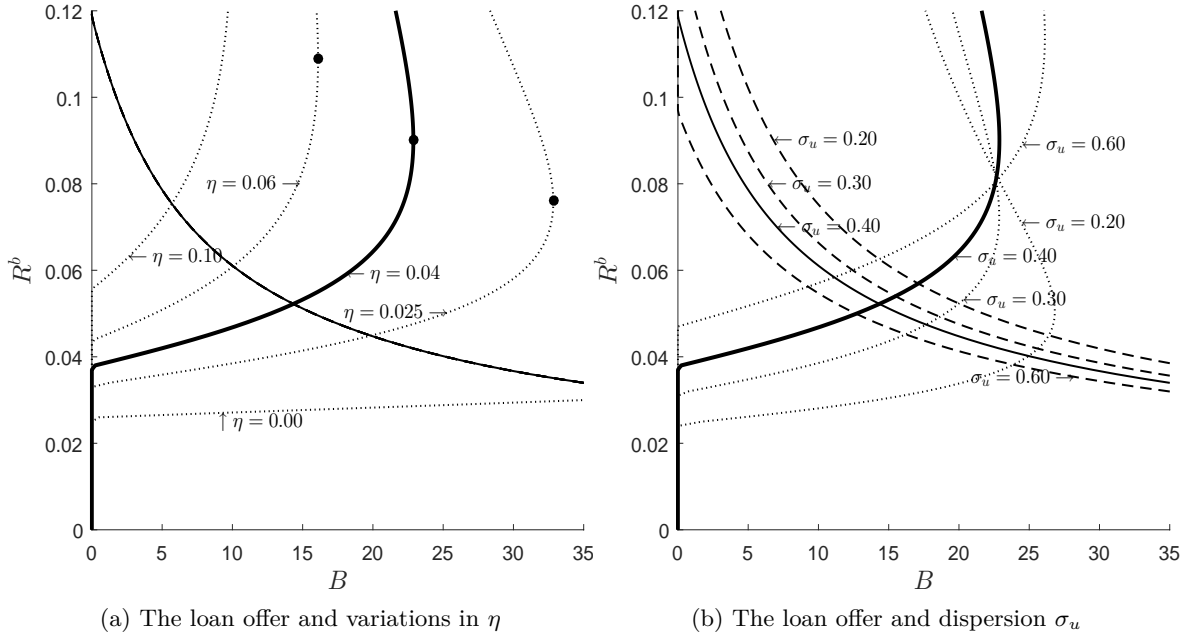 0.12
0.1
0.08
0.06
0.04
0.02
0
R^b
η = 0.06 →
← η = 0.10
← η = 0.04
η = 0.025 →
↑ η = 0.00
0 5 10 15 20 25 30 35
B
(a) The loan offer and variations in η
0.12
0.1
0.08
0.06
0.04
0.02
0
R^b
← σ_u = 0.20
← σ_u = 0.60
← σ_u = 0.30
← σ_u = 0.40
← σ_u = 0.20
← σ_u = 0.40
← σ_u = 0.30
σ_u = 0.60 →
0 5 10 15 20 25 30 35
B
(b) The loan offer and dispersion σ_u